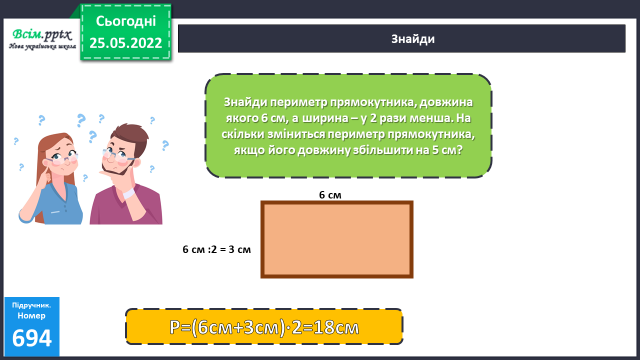 Всім.pptx
Нова українська школа
Сьогодні
25.05.2022
Знайди
Знайди периметр прямокутника, довжина
якого 6 см, а ширина – у 2 рази менша. На
скільки зміниться периметр прямокутника,
якщо його довжину збільшити на 5 см?
6 см
6 см :2 = 3 см
Підручник.
Номер
694
Р=(6см+3см)·2=18см